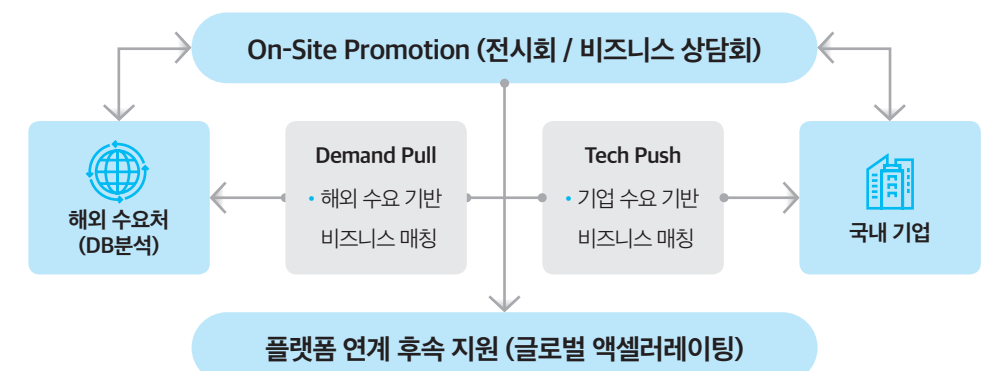 On-Site Promotion (전시회 / 비즈니스 상담회)
해외 수요처
(DB분석)
Demand Pull
• 해외 수요 기반
비즈니스 매칭
Tech Push
• 기업 수요 기반
비즈니스 매칭
국내 기업
플랫폼 연계 후속 지원 (글로벌 액셀러레이팅)